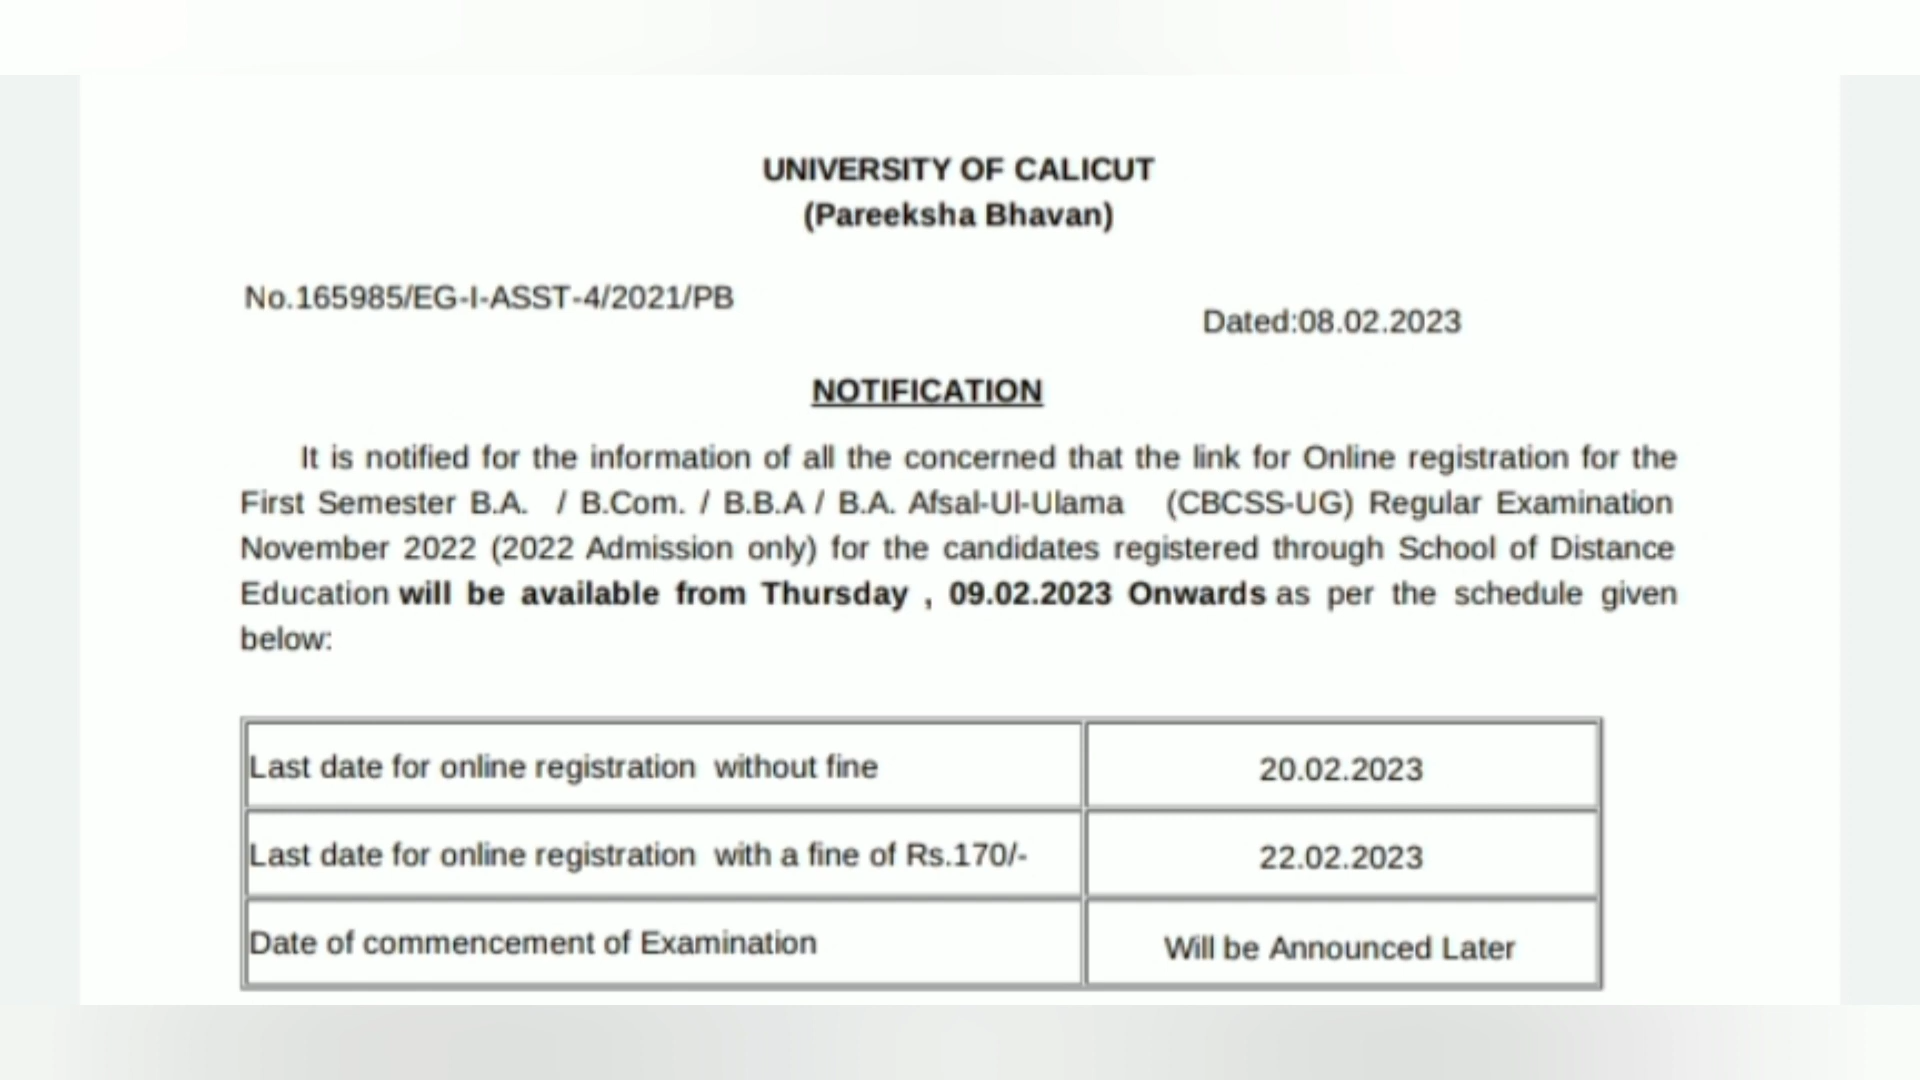 UNIVERSITY OF CALICUT
(Pareeksha Bhavan)
No.165985/EG-I-ASST-4/2021/PB
Dated:08.02.2023
NOTIFICATION
It is notified for the information of all the concerned that the link for Online registration for the
First Semester B.A. / B.Com. / B.B.A / B.A. Afsal-Ul-Ulama (CBCSS-UG) Regular Examination
November 2022 (2022 Admission only) for the candidates registered through School of Distance
Education will be available from Thursday , 09.02.2023 Onwards as per the schedule given
below:
Last date for online registration without fine 20.02.2023
Last date for online registration with a fine of Rs.170/- 22.02.2023
Date of commencement of Examination Will be Announced Later